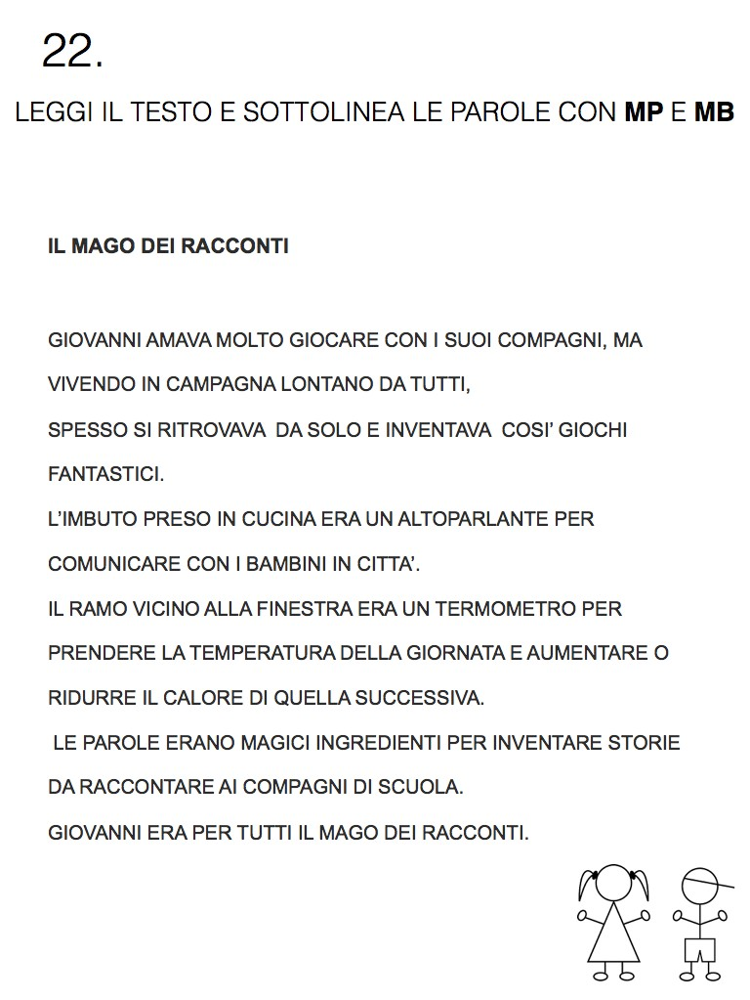 22.
LEGGI IL TESTO E SOTTOLINEA LE PAROLE CON MP E MB
IL MAGO DEI RACCONTI
GIOVANNI AMAVA MOLTO GIOCARE CON I SUOI COMPAGNI, MA
VIVENDO IN CAMPAGNA LONTANO DA TUTTI,
SPESSO SI RITROVAVA DA SOLO E INVENTAVA COSI' GIOCHI
FANTASTICI.
L'IMBUTO PRESO IN CUCINA ERA UN ALTOPARLANTE PER
COMUNICARE CON I BAMBINI IN CITTA'.
IL RAMO VICINO ALLA FINESTRA ERA UN TERMOMETRO PER
PRENDERE LA TEMPERATURA DELLA GIORNATA E AUMENTARE O
RIDURRE IL CALORE DI QUELLA SUCCESSIVA.
LE PAROLE ERANO MAGICI INGREDIENTI PER INVENTARE STORIE
DA RACCONTARE AI COMPAGNI DI SCUOLA.
GIOVANNI ERA PER TUTTI IL MAGO DEI RACCONTI.